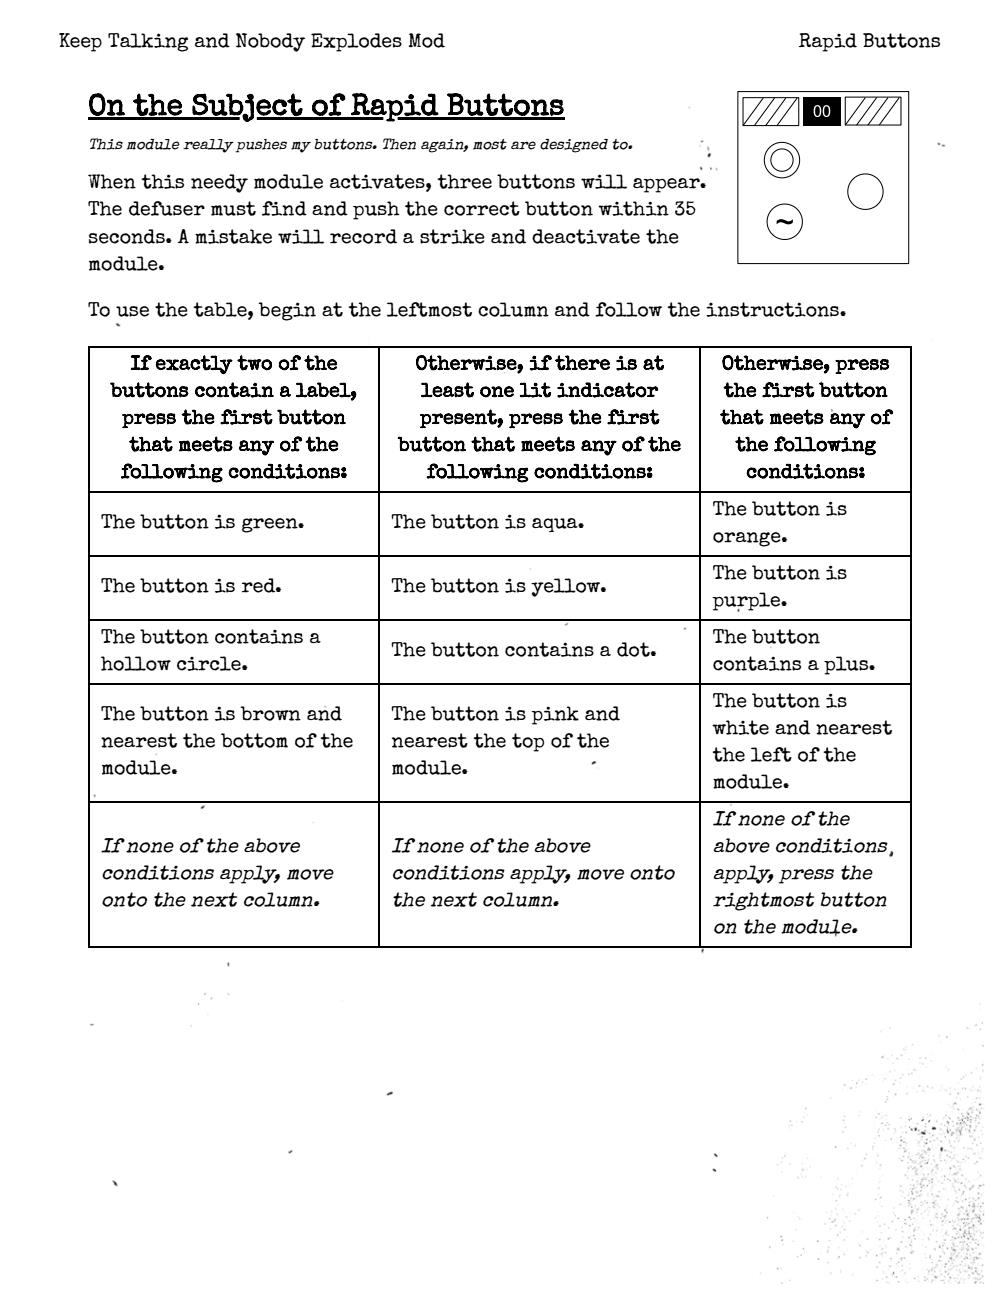 Keep Talking and Nobody Explodes Mod
Rapid Buttons
On the Subject of Rapid Buttons
This module really pushes my buttons. Then again, most are designed to.
00
~
When this needy module activates, three buttons will appear.
The defuser must find and push the correct button within 35
seconds. A mistake will record a strike and deactivate the
module.
To use the table, begin at the leftmost column and follow the instructions.
If exactly two of the
buttons contain a label,
press the first button
that meets any of the
following conditions:
Otherwise, if there is at
least one lit indicator
present, press the first
button that meets any of the
following conditions:
Otherwise, press
the first button
that meets any of
the following
conditions:
The button is green.
The button is aqua.
The button is
orange.
The button is red.
The button is yellow.
The button is
purple.
The button contains a
hollow circle.
The button contains a dot.
The button
contains a plus.
The button is brown and
nearest the bottom of the
module.
The button is pink and
nearest the top of the
module.
The button is
white and nearest
the left of the
module.
If none of the above
conditions apply, move
onto the next column.
If none of the above
conditions apply, move onto
the next column.
If none of the
above conditions
apply, press the
rightmost button
on the module.